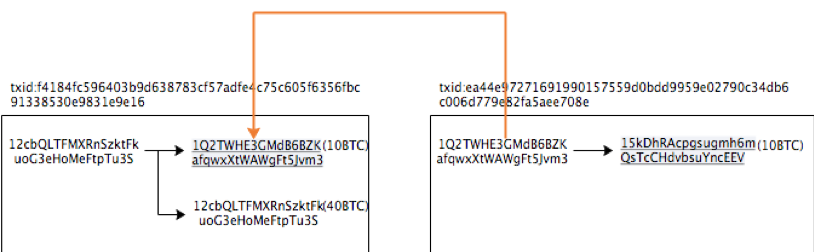 txid:f4184fc596403b9d638783cf57adfe4c75c605f6356fbc
91338530e9831e9e16
12cbQLTFMXRnSzktFk
uoG3eHoMeFtpTu3S
1Q2TWHE3GMdB6BZK(10BTC)
afqwxXtWAWgFt5Jvm3
12cbQLTFMXRnSzktFk(40BTC)
uoG3eHoMeFtpTu3S
txid:ea44e97271691990157559d0bdd9959e02790c34db6
c006d779e82fa5aee708e
1Q2TWHE3GMdB6BZK
afqwxXtWAWgFt5Jvm3
15kDhRAcpgsugmh6m(10BTC)
QsTcCHdvbsuYncEEV